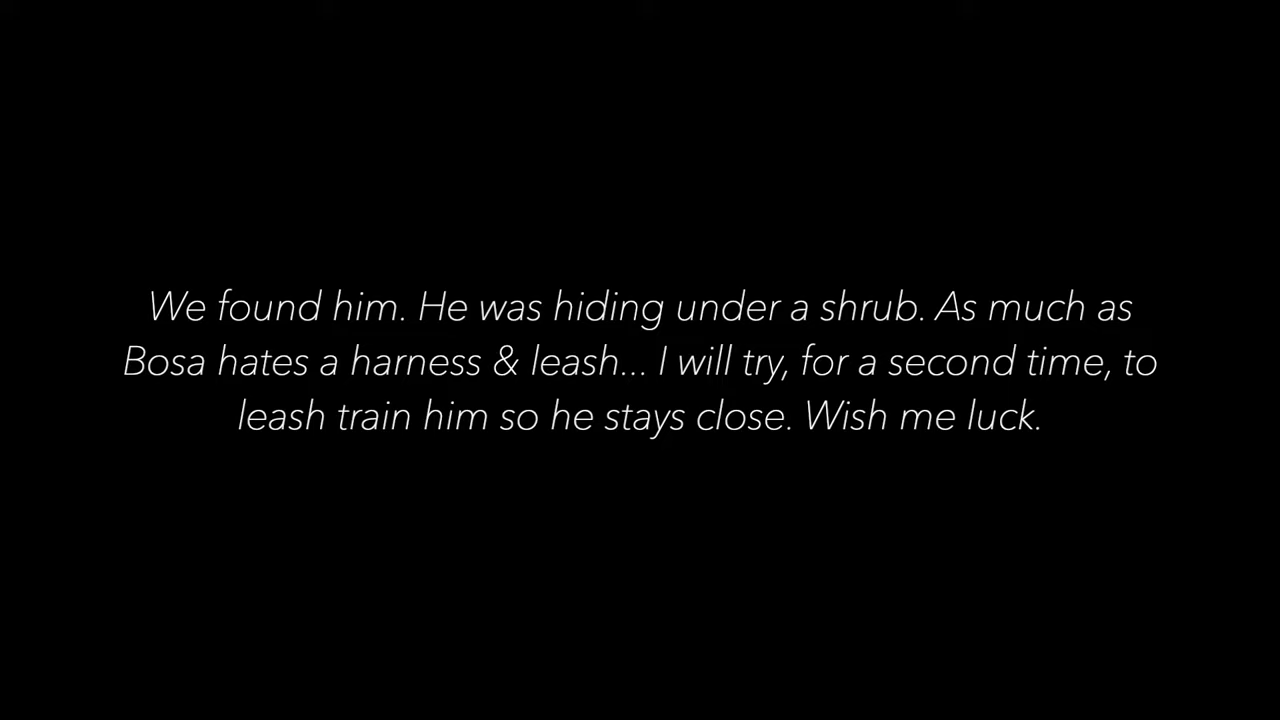 We found him. He was hiding under a shrub. As much as
Bosa hates a harness & leash... I will try, for a second time, to
leash train him so he stays close. Wish me luck.